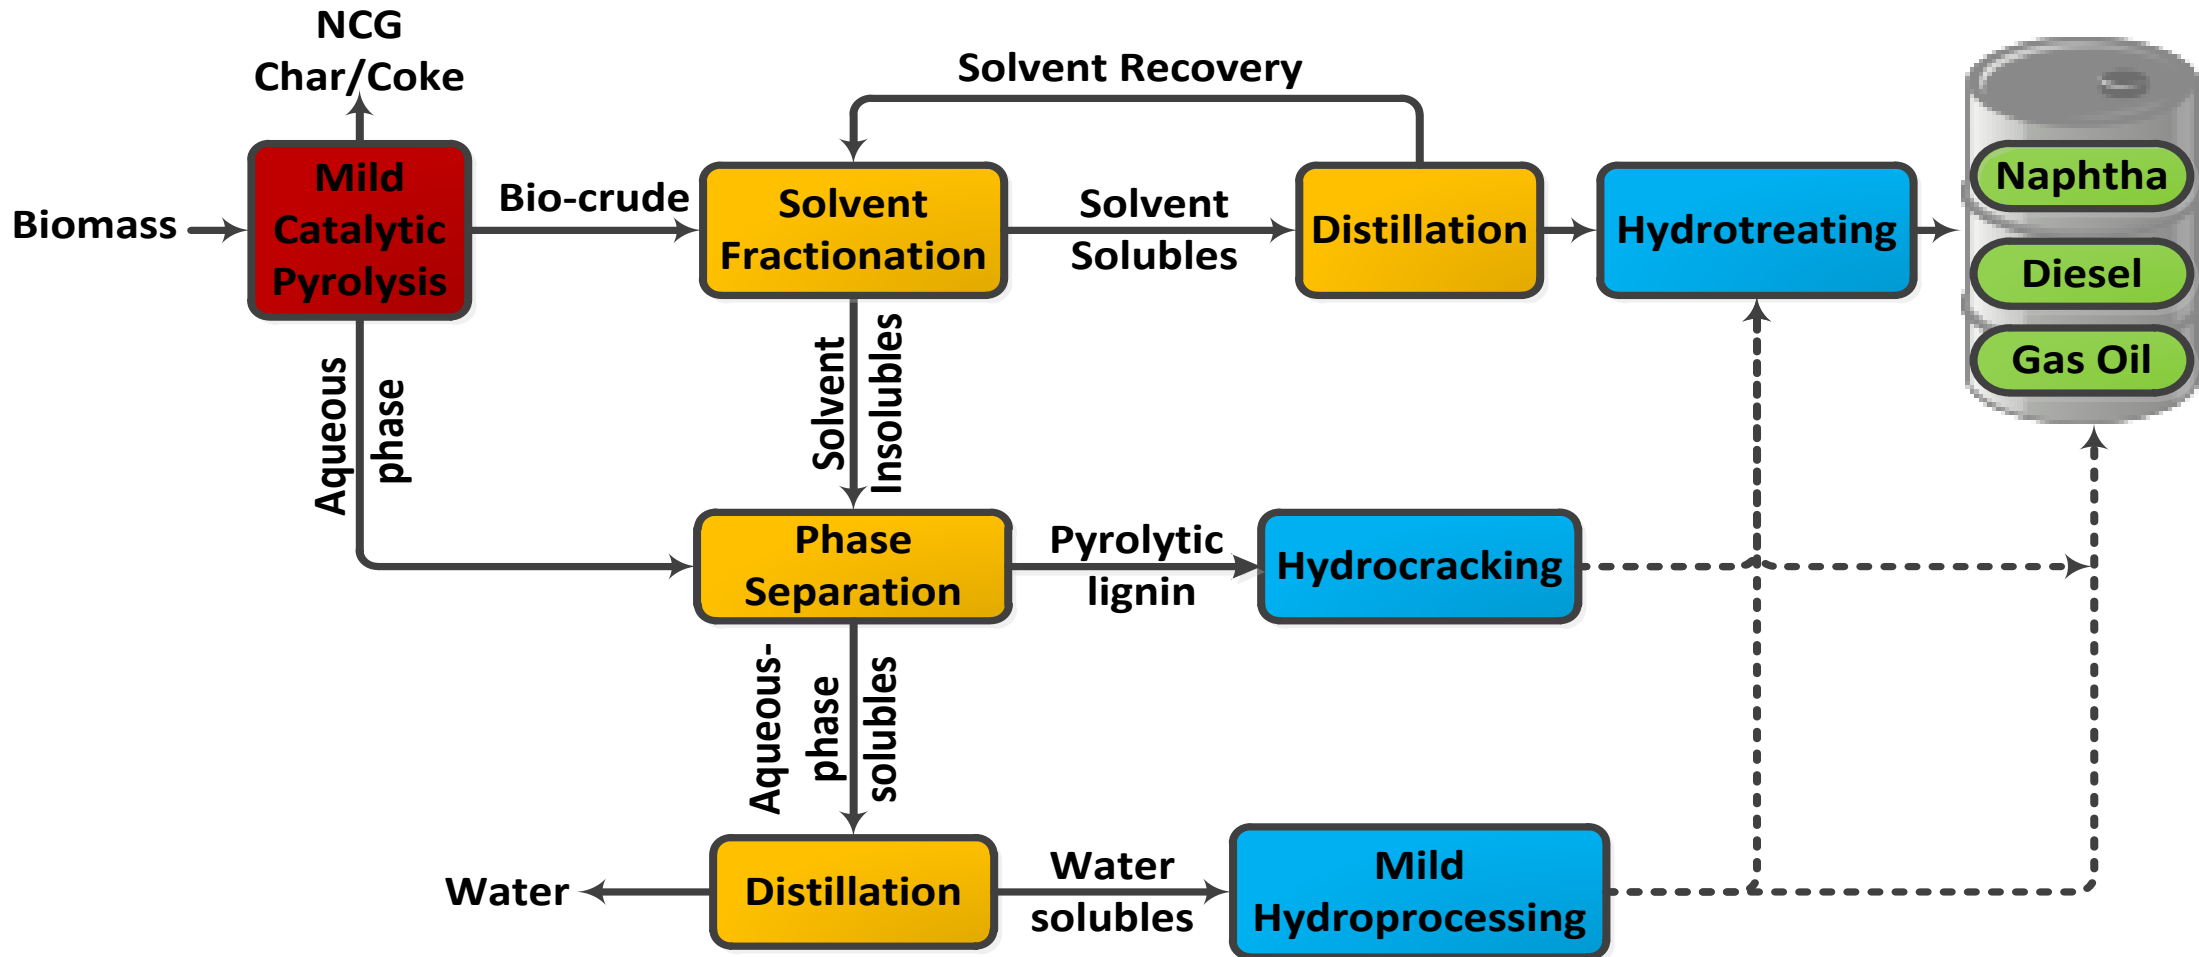 NCG
Char/Coke
Solvent Recovery
Biomass
Mild
Catalytic
Pyrolysis
Bio-crude
Solvent
Fractionation
Solvent
Solubles
Distillation
Hydrotreating
Naphtha
Diesel
Gas Oil
Aqueous
phase
Solvent
Insolubles
Phase
Separation
Pyrolytic
lignin
Hydrocracking
Aqueous-
phase
solubles
Water
Distillation
Water
solubles
Mild
Hydroprocessing